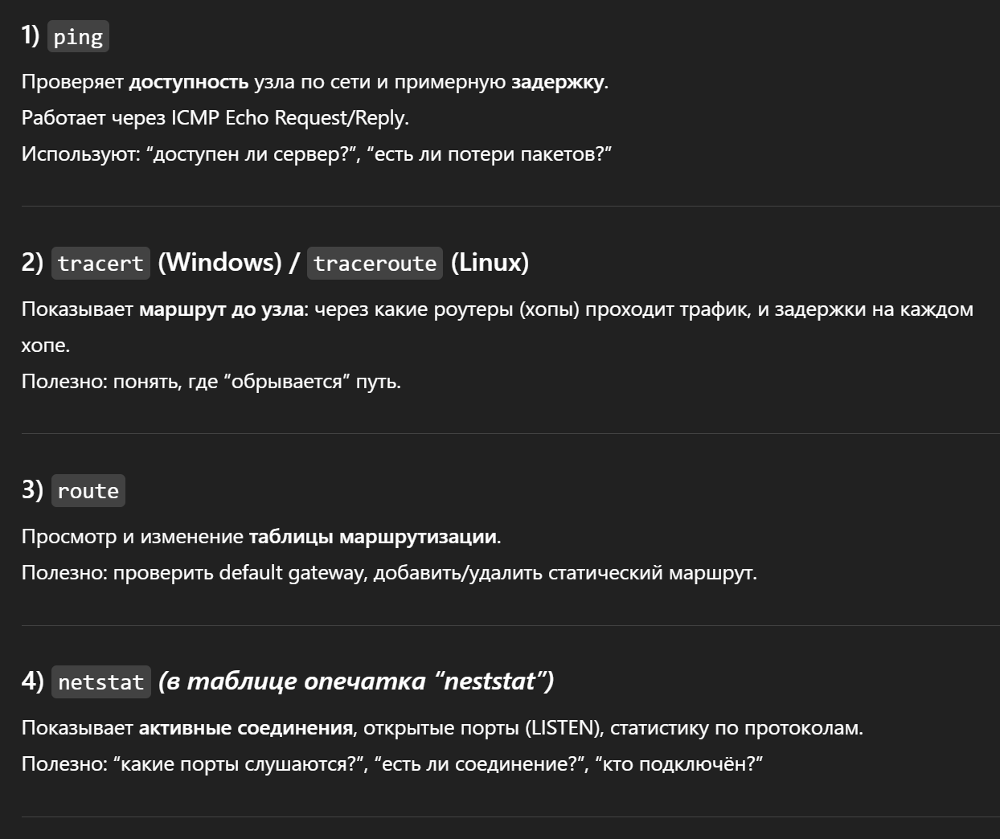 1) ping
Проверяет доступность узла по сети и примерную задержку.
Работает через ICMP Echo Request/Reply.
Используют: “доступен ли сервер?”, “есть ли потери пакетов?”
2) tracert (Windows) / traceroute (Linux)
Показывает маршрут до узла: через какие роутеры (хопы) проходит трафик, и задержки на каждом
хопе.
Полезно: понять, где “обрывается” путь.
3) route
Просмотр и изменение таблицы маршрутизации.
Полезно: проверить default gateway, добавить/удалить статический маршрут.
4) netstat (в таблице опечатка “neststat”)
Показывает активные соединения, открытые порты (LISTEN), статистику по протоколам.
Полезно: “какие порты слушаются?”, “есть ли соединение?”, “кто подключён?”